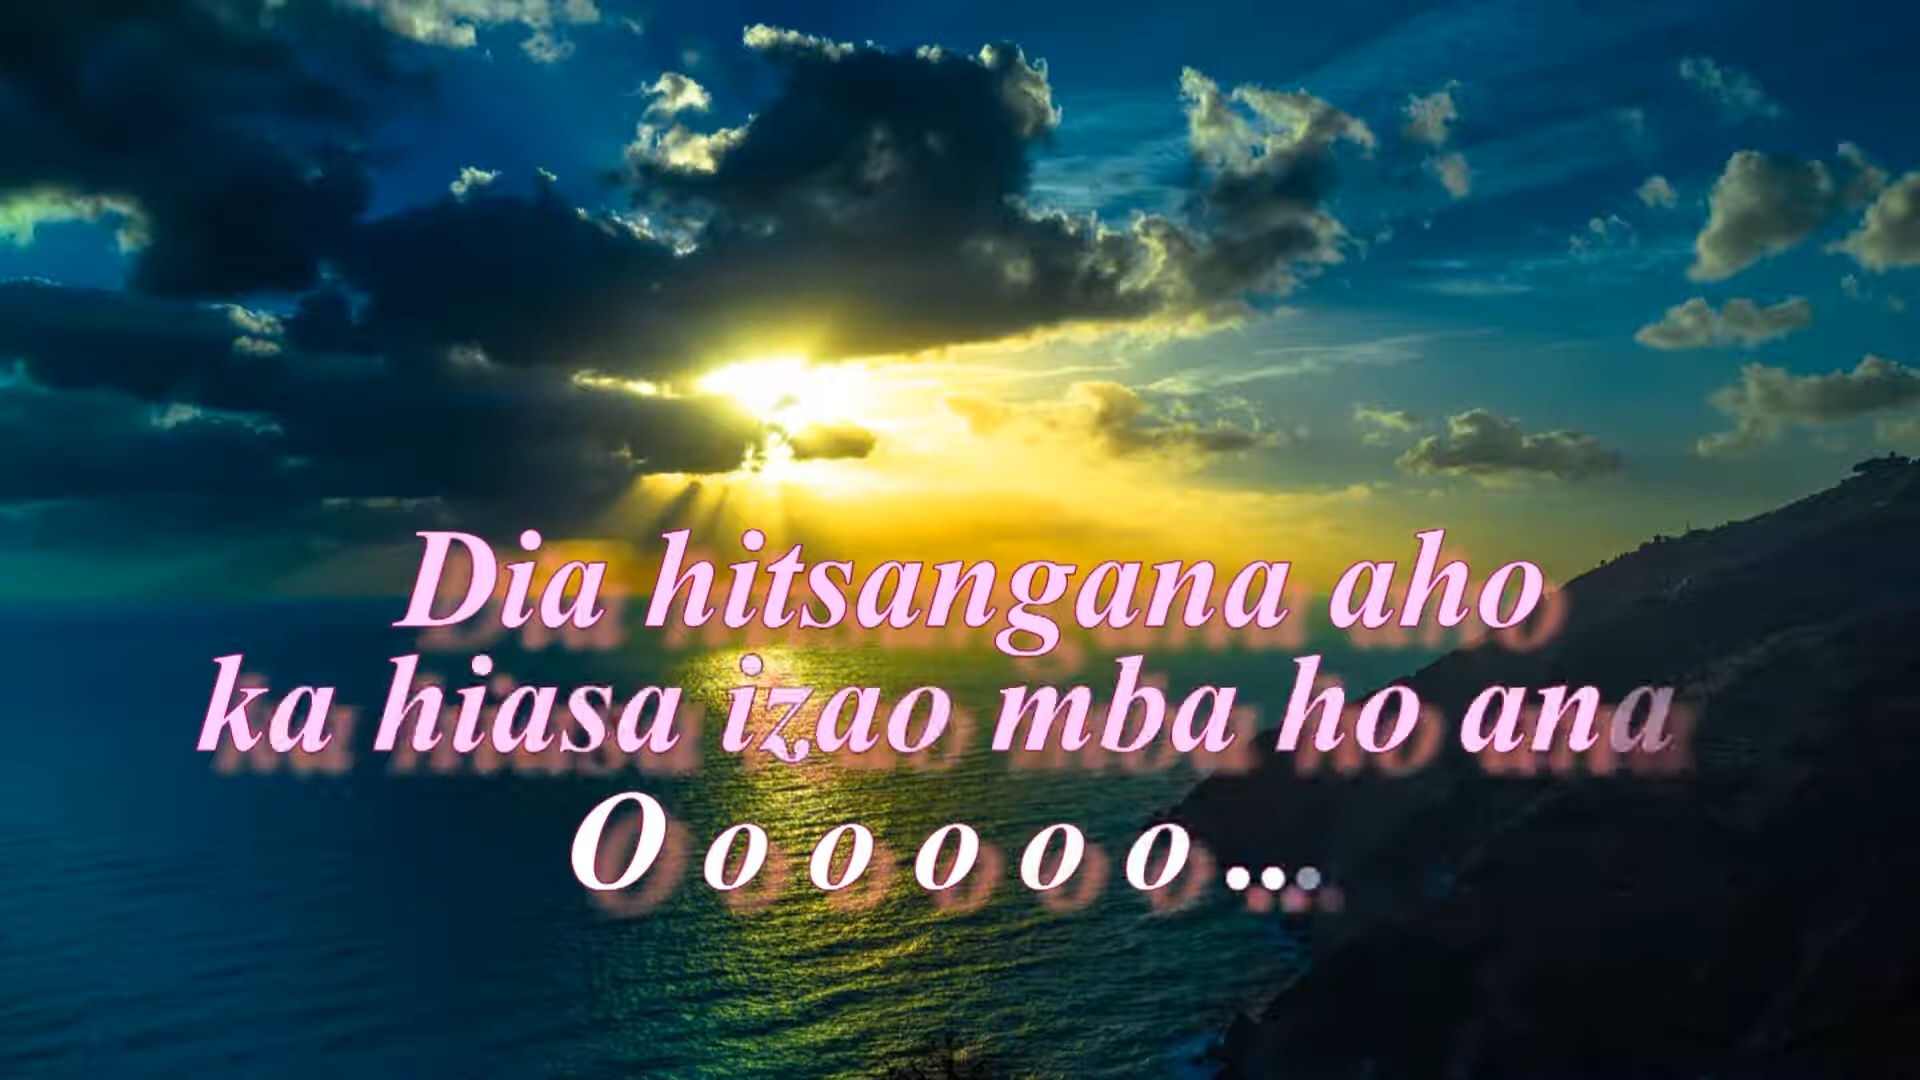 Dia hitsangana aho
ka hiasa izao mba ho ana
O o o o o o ...